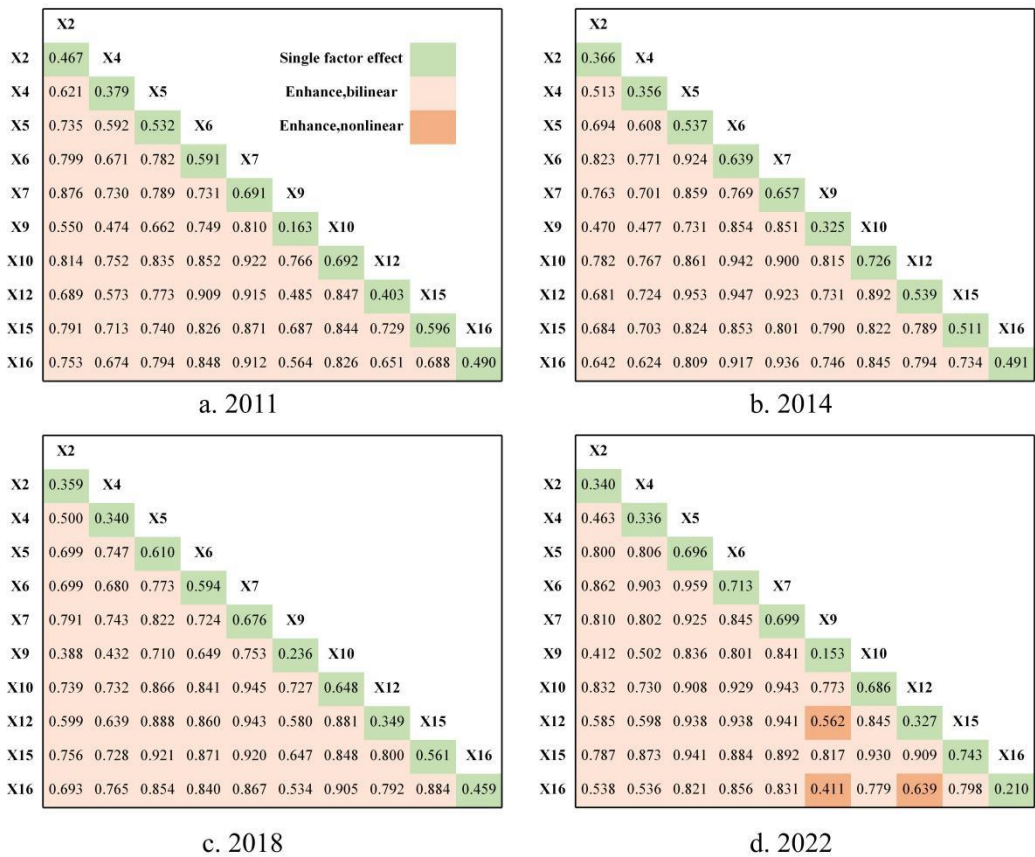 X2
X2 0.467 X4 Single factor effect
X4 0.621 0.379 X5 Enhance,bilinear
X5 0.735 0.592 0.532 X6 Enhance,nonlinear
X6 0.799 0.671 0.782 0.591 X7
X7 0.876 0.730 0.789 0.731 0.691 X9
X9 0.550 0.474 0.662 0.749 0.810 0.163 X10
X10 0.814 0.752 0.835 0.852 0.922 0.766 0.692 X12
X12 0.689 0.573 0.773 0.909 0.915 0.485 0.847 0.403 X15
X15 0.791 0.713 0.740 0.826 0.871 0.687 0.844 0.729 0.596 X16
X16 0.753 0.674 0.794 0.848 0.912 0.564 0.826 0.651 0.688 0.490
a. 2011
X2
X2 0.366 X4
X4 0.513 0.356 X5
X5 0.694 0.608 0.537 X6
X6 0.823 0.771 0.924 0.639 X7
X7 0.763 0.701 0.859 0.769 0.657 X9
X9 0.470 0.477 0.731 0.854 0.851 0.325 X10
X10 0.782 0.767 0.861 0.942 0.900 0.815 0.726 X12
X12 0.681 0.724 0.953 0.947 0.923 0.731 0.892 0.539 X15
X15 0.684 0.703 0.824 0.853 0.801 0.790 0.822 0.789 0.511 X16
X16 0.642 0.624 0.809 0.917 0.936 0.746 0.845 0.794 0.734 0.491
b. 2014
X2
X2 0.359 X4
X4 0.500 0.340 X5
X5 0.699 0.747 0.610 X6
X6 0.699 0.680 0.773 0.594 X7
X7 0.791 0.743 0.822 0.724 0.676 X9
X9 0.388 0.432 0.710 0.649 0.753 0.236 X10
X10 0.739 0.732 0.866 0.841 0.945 0.727 0.648 X12
X12 0.599 0.639 0.888 0.860 0.943 0.580 0.881 0.349 X15
X15 0.756 0.728 0.921 0.871 0.920 0.647 0.848 0.800 0.561 X16
X16 0.693 0.765 0.854 0.840 0.867 0.534 0.905 0.792 0.884 0.459
c. 2018
X2
X2 0.340 X4
X4 0.463 0.336 X5
X5 0.800 0.806 0.696 X6
X6 0.862 0.903 0.959 0.713 X7
X7 0.810 0.802 0.925 0.845 0.699 X9
X9 0.412 0.502 0.836 0.801 0.841 0.153 X10
X10 0.832 0.730 0.908 0.929 0.943 0.773 0.686 X12
X12 0.585 0.598 0.938 0.938 0.941 0.562 0.845 0.327 X15
X15 0.787 0.873 0.941 0.884 0.892 0.817 0.930 0.909 0.743 X16
X16 0.538 0.536 0.821 0.856 0.831 0.411 0.779 0.639 0.798 0.210
d. 2022